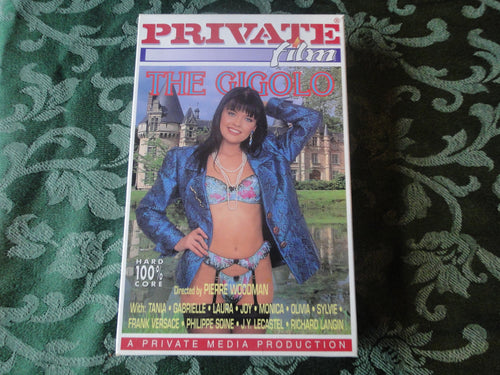 PRIVATE®
film
THE GIGOLO
HARD
100%
CORE
Directed by PIERRE WOODMAN
With: TANIA • GABRIELLE • LAURA • JOY • MONICA • OLIVIA • SYLVIE •
FRANK VERSACE • PHILIPPE SOINE • J.Y. LECASTEL • RICHARD LANGIN
A PRIVATE MEDIA PRODUCTION